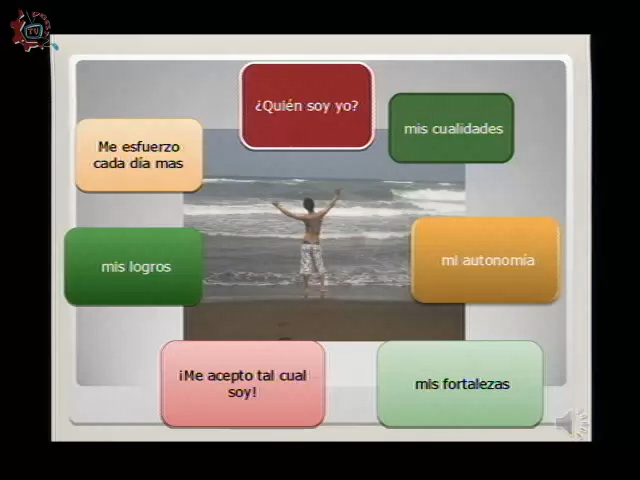 ¿Quién soy yo?
mis cualidades
Me esfuerzo
cada día mas
mis logros
mi autonomía
¡Me acepto tal cual
soy!
mis fortalezas
TV